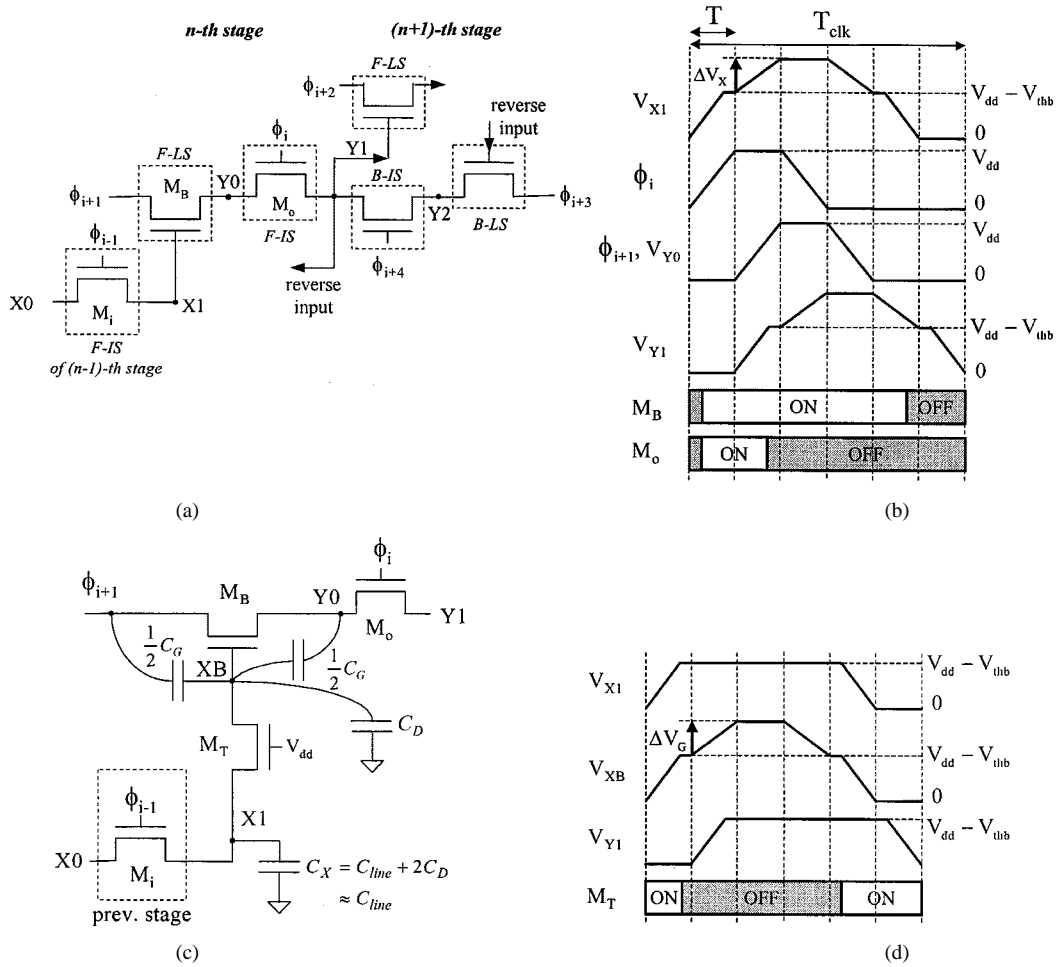 n-th stage
(n+1)-th stage
F-LS
ϕi+2
reverse
input
ϕi
Y1
F-LS
B-IS
ϕi+1
MB
Y0
Mo
Y2
ϕi+3
F-IS
B-LS
ϕi-1
ϕi+4
reverse
input
X0
Mi
X1
F-IS
of (n-1)-th stage
(a)
T
Tclk
ΔVX
VX1
Vdd − Vthb
0
ϕi
Vdd
0
ϕi+1, VY0
Vdd
0
VY1
Vdd − Vthb
0
MB
ON
OFF
Mo
ON
OFF
(b)
ϕi
ϕi+1
MB
Y0
Mo
Y1
1/2 CG
XB
1/2 CG
CD
MT
Vdd
ϕi-1
X1
X0
Mi
CX = Cline + 2CD
≈ Cline
prev. stage
(c)
VX1
Vdd − Vthb
0
ΔVG
VXB
Vdd − Vthb
0
VY1
Vdd − Vthb
MT
ON
OFF
ON
(d)